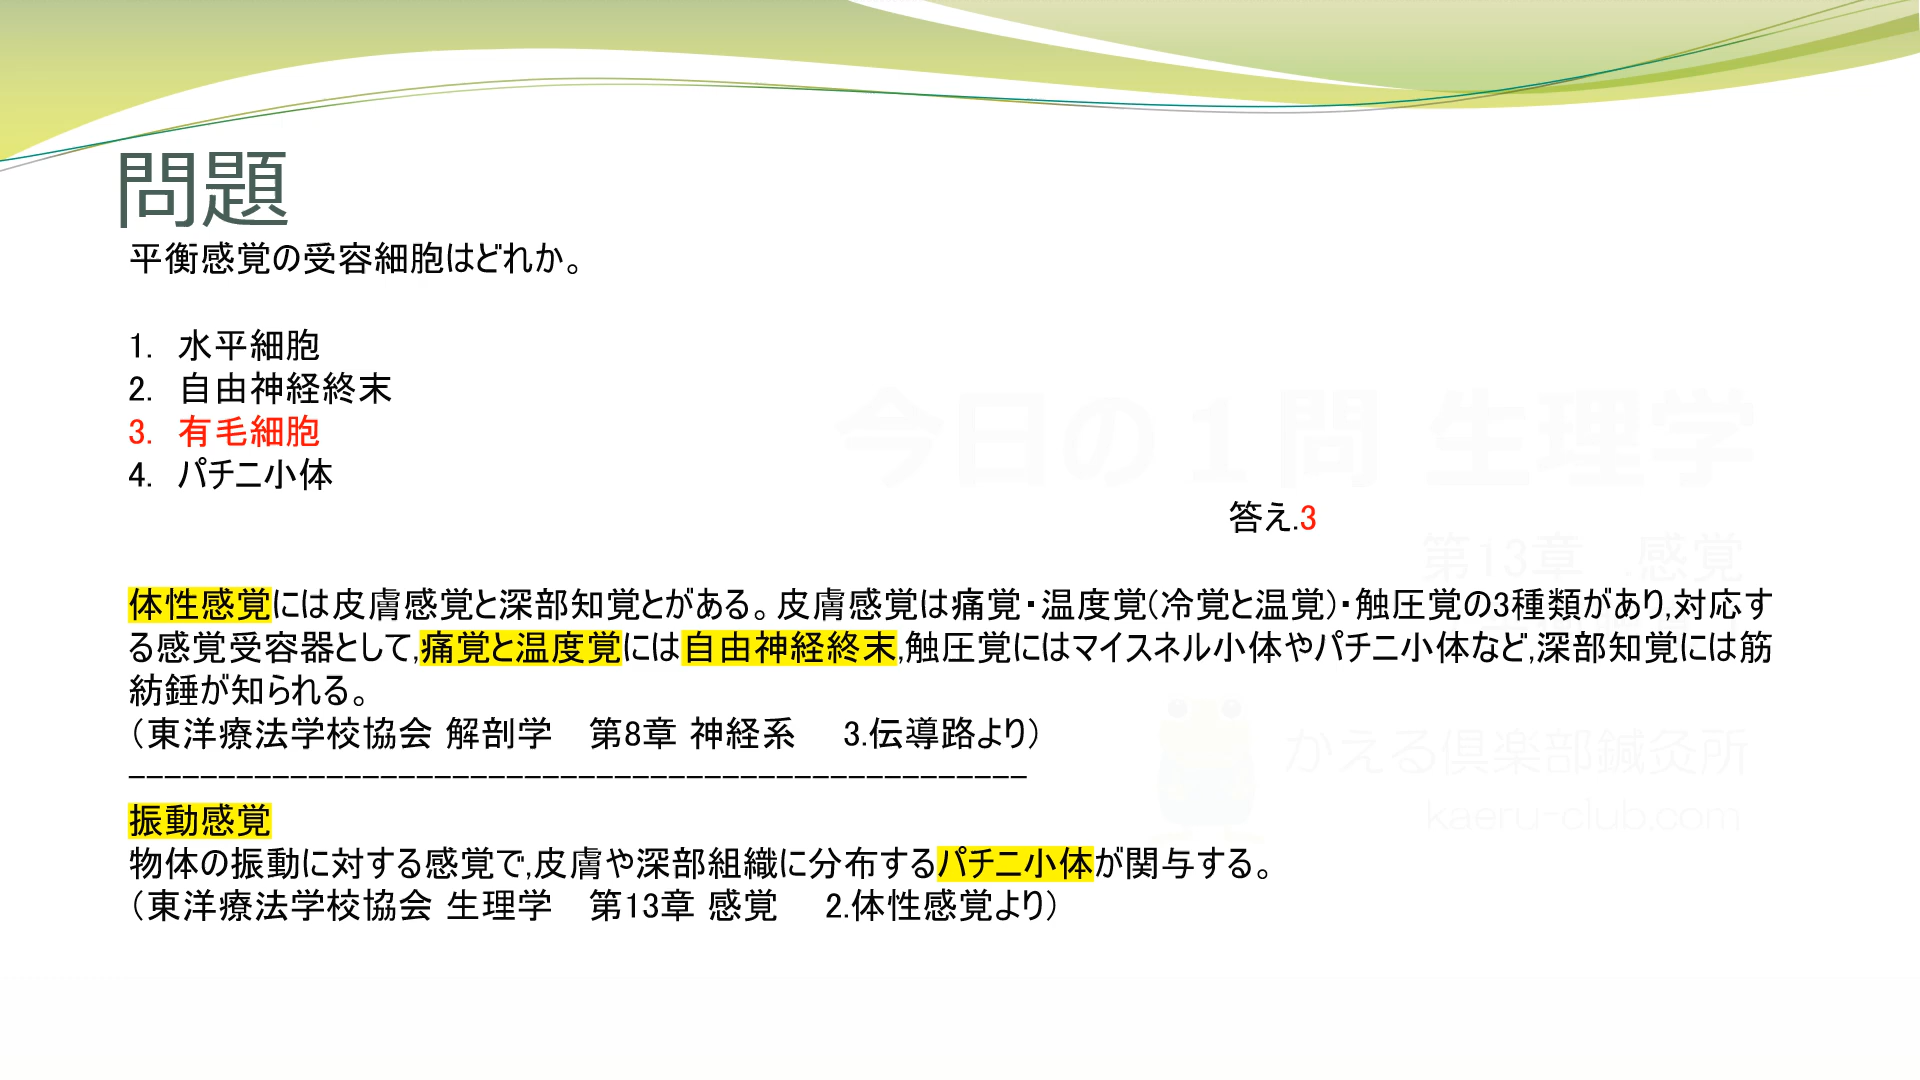 問題
平衡感覚の受容細胞はどれか。
1. 水平細胞
2. 自由神経終末
3. 有毛細胞
4. パチニ小体
今日の１問 生理学
答え.3
第13章 .感覚
体性感覚には皮膚感覚と深部知覚とがある。皮膚感覚は痛覚・温度覚(冷覚と温覚)・触圧覚の3種類があり,対応す
る感覚受容器として,痛覚と温度覚には自由神経終末,触圧覚にはマイスネル小体やパチニ小体など,深部知覚には筋
紡錘が知られる。
（東洋療法学校協会 解剖学　第8章 神経系　 3.伝導路より）
かえる倶楽部鍼灸所
--------------------------------------------------
kaeru-club.com
振動感覚
物体の振動に対する感覚で,皮膚や深部組織に分布するパチニ小体が関与する。
（東洋療法学校協会 生理学　第13章 感覚　 2.体性感覚より）